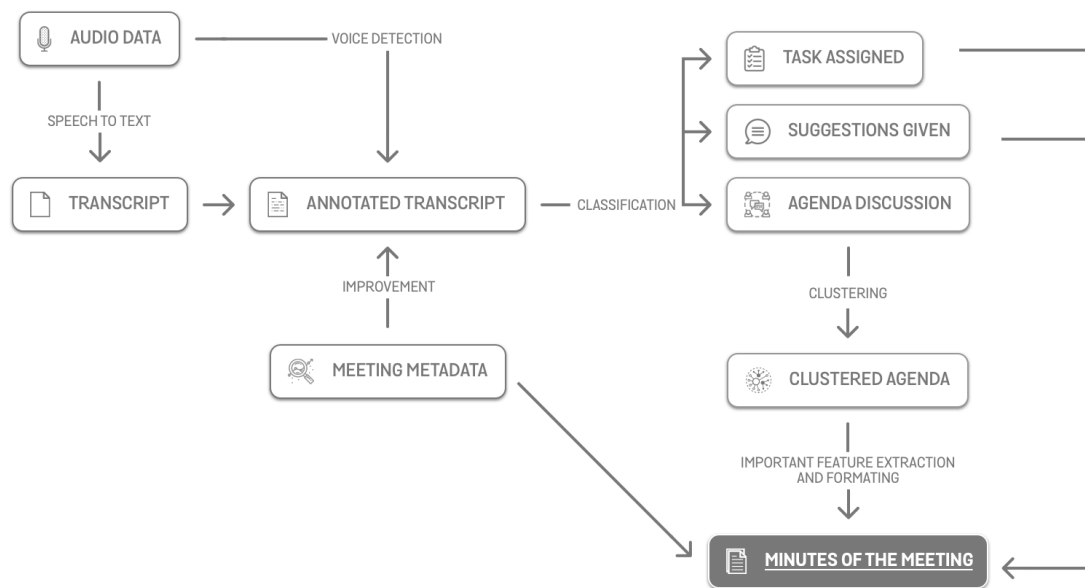 AUDIO DATA
VOICE DETECTION
TASK ASSIGNED
SPEECH TO TEXT
SUGGESTIONS GIVEN
TRANSCRIPT
ANNOTATED TRANSCRIPT
CLASSIFICATION
AGENDA DISCUSSION
IMPROVEMENT
CLUSTERING
MEETING METADATA
CLUSTERED AGENDA
IMPORTANT FEATURE EXTRACTION
AND FORMATING
MINUTES OF THE MEETING